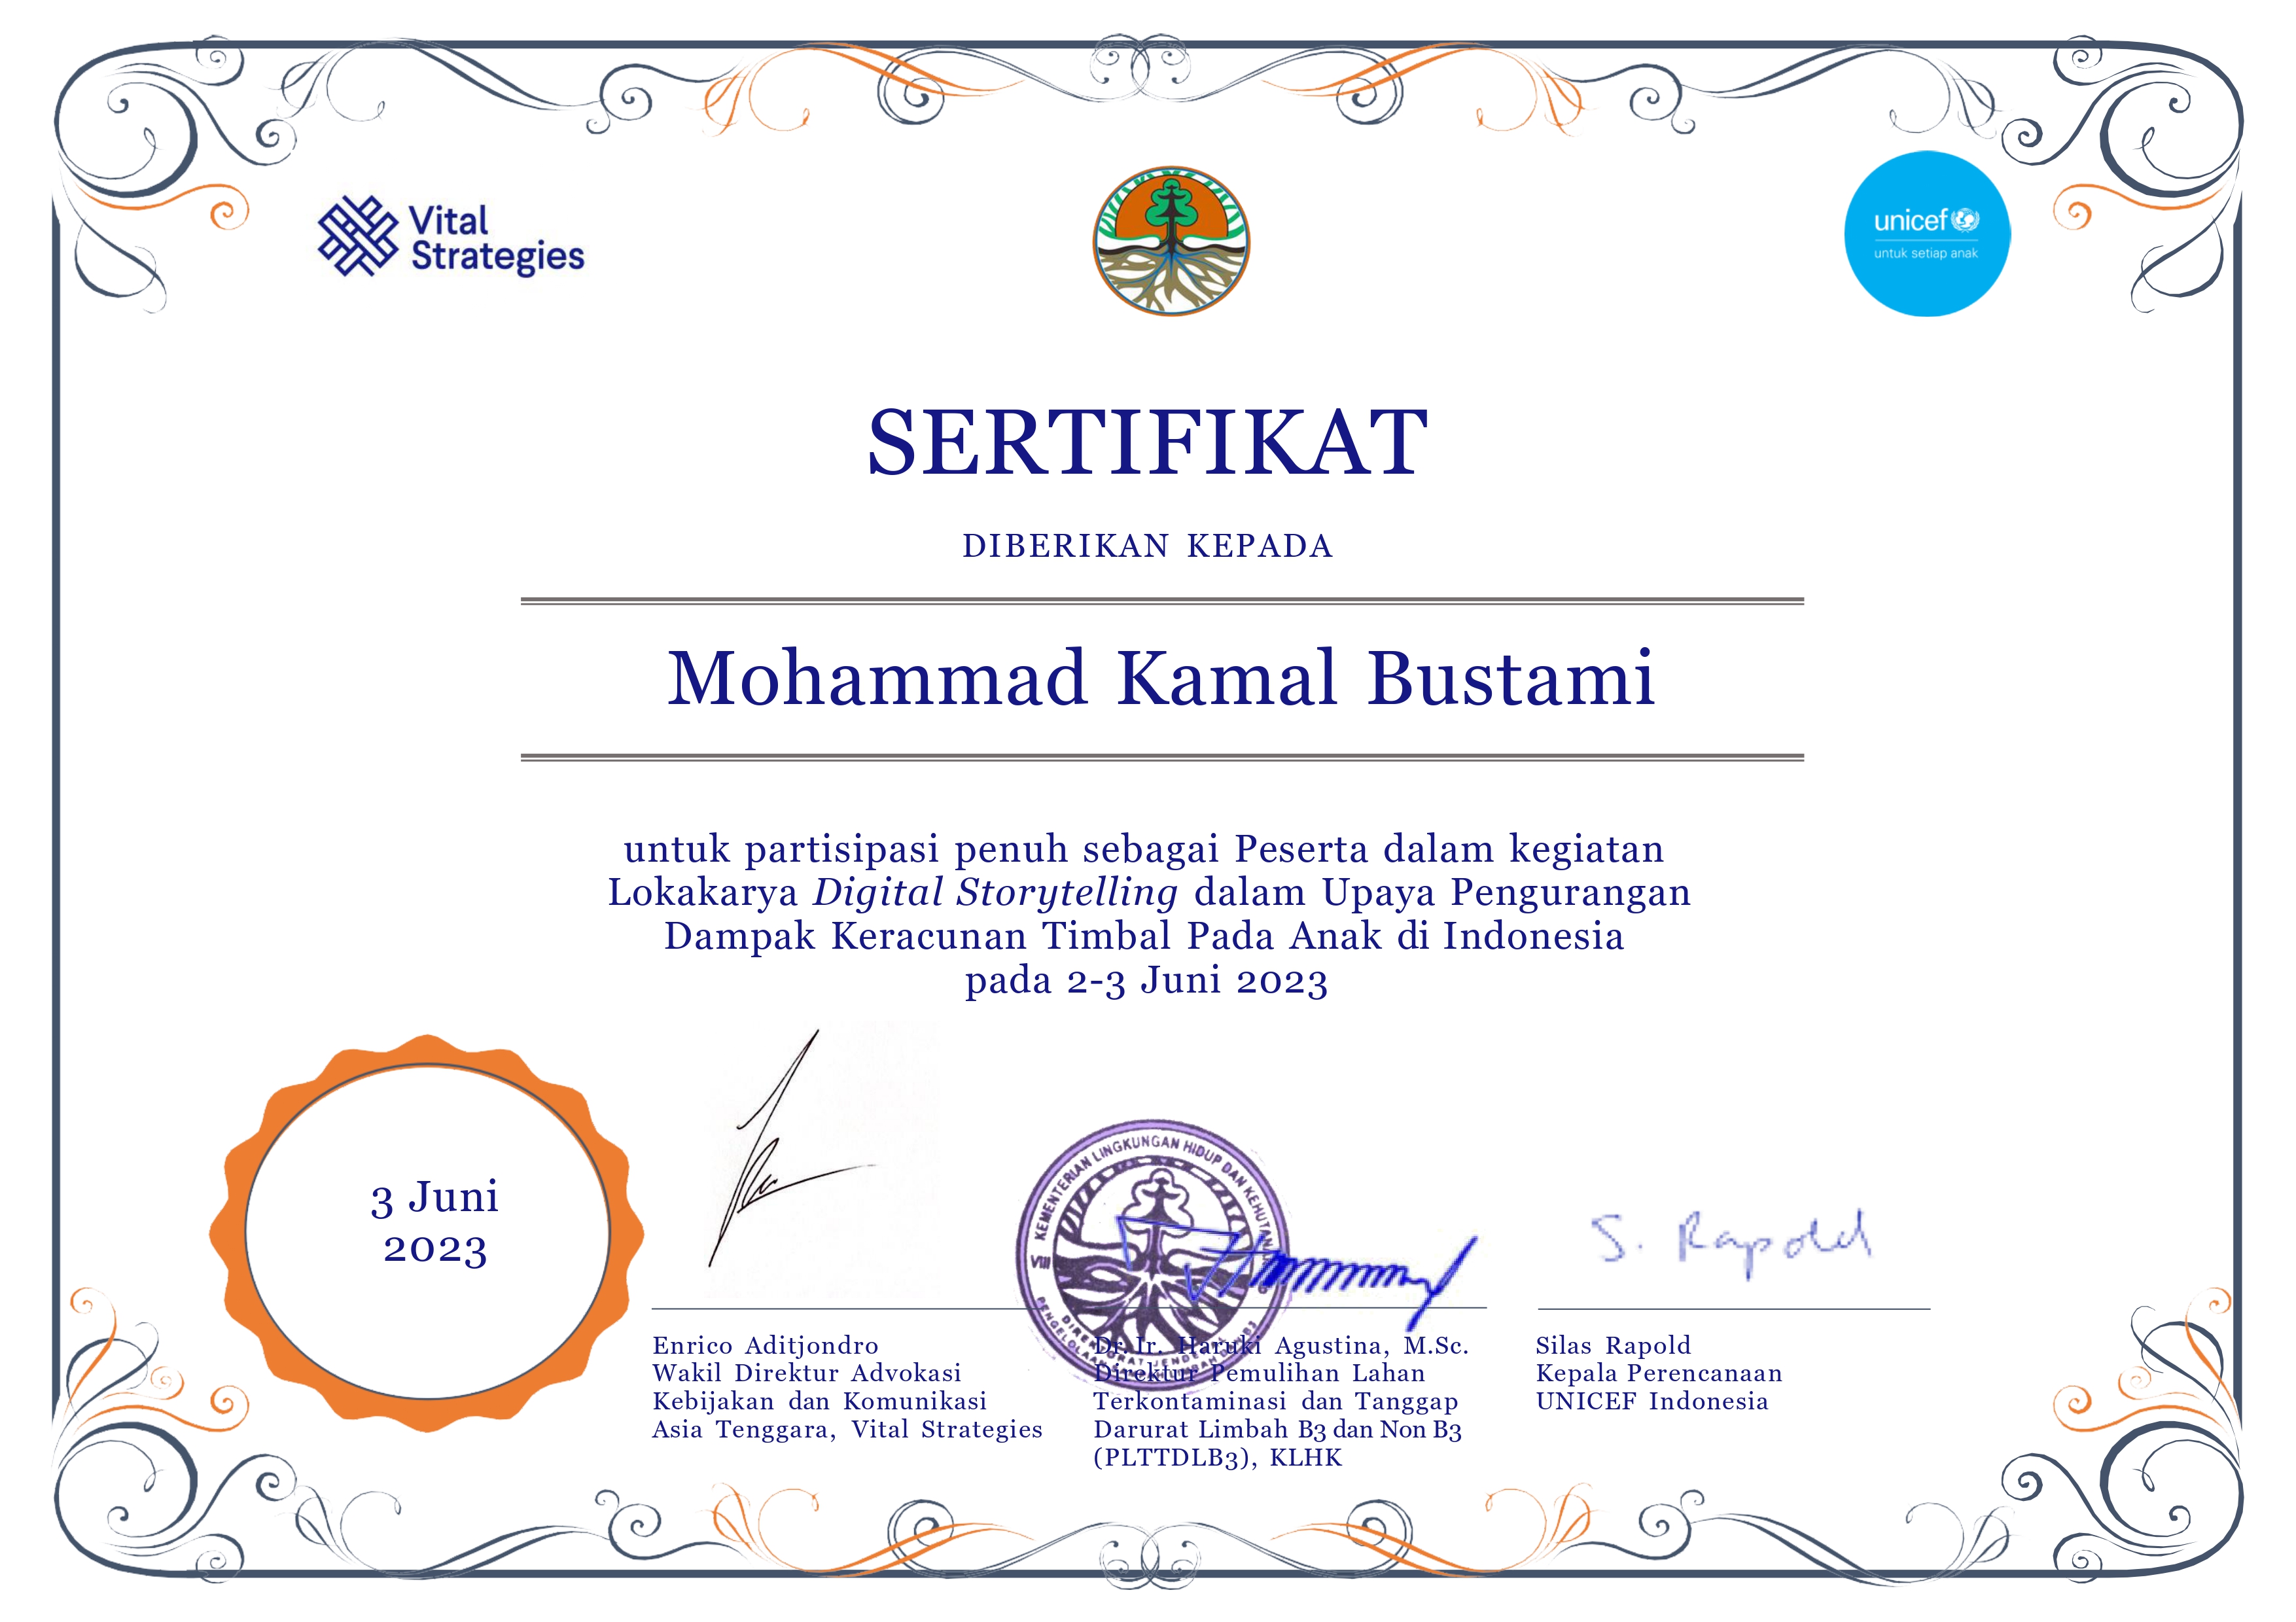 Vital
Strategies
unicef
untuk setiap anak
SERTIFIKAT
DIBERIKAN KEPADA
Mohammad Kamal Bustami
untuk partisipasi penuh sebagai Peserta dalam kegiatan
Lokakarya Digital Storytelling dalam Upaya Pengurangan
Dampak Keracunan Timbal Pada Anak di Indonesia
pada 2-3 Juni 2023
3 Juni
2023
KEMENTERIAN LINGKUNGAN HIDUP DAN KEHUTANAN
VIII
DIREKTORAT JENDERAL
S. Rapold
Enrico Aditjondro
Wakil Direktur Advokasi
Kebijakan dan Komunikasi
Asia Tenggara, Vital Strategies
Dr. Ir. Haruki Agustina, M.Sc.
Direktur Pemulihan Lahan
Terkontaminasi dan Tanggap
Darurat Limbah B3 dan Non B3
(PLTTDLB3), KLHK
Silas Rapold
Kepala Perencanaan
UNICEF Indonesia